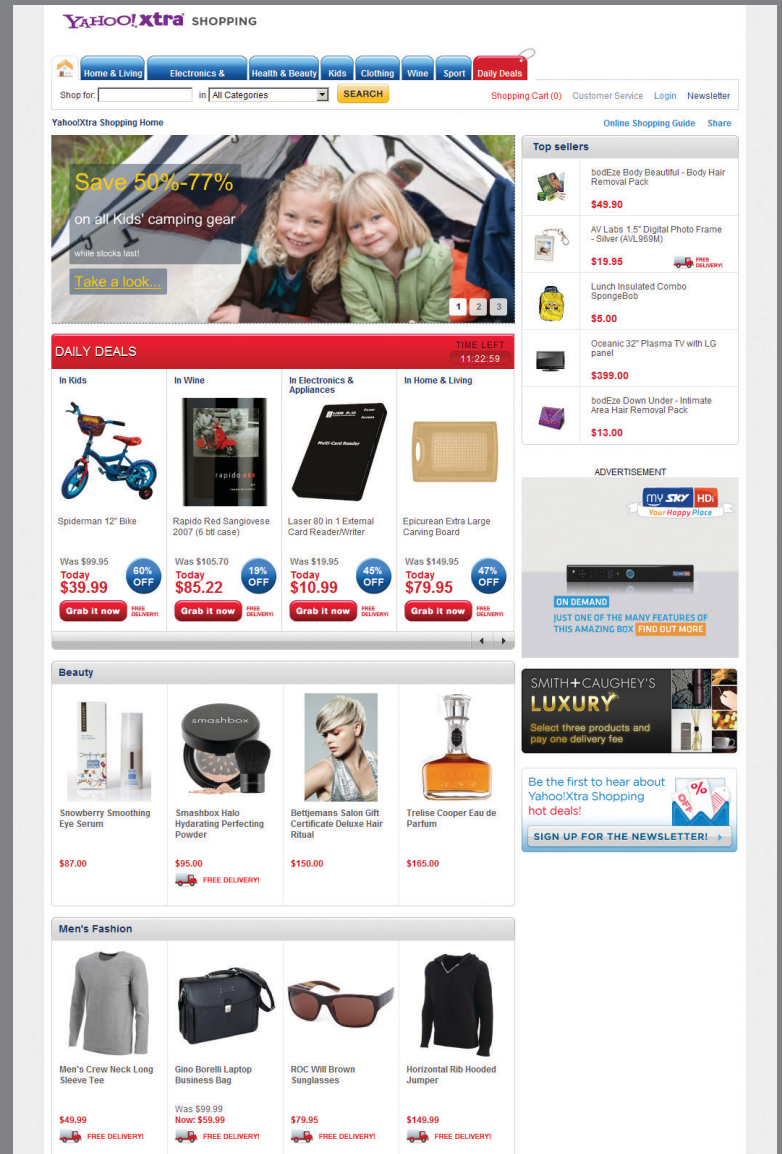 YAHOO! Xtra SHOPPING
Home & Living
Electronics &
Health & Beauty
Kids
Clothing
Wine
Sport
Daily Deals
Shop for:
in
All Categories
SEARCH
Shopping Cart (0)
Customer Service
Login
Newsletter
Yahoo!Xtra Shopping Home
Online Shopping Guide
Share
Save 50%-77%
on all Kids' camping gear
while stocks last!
Take a look...
1 2 3
DAILY DEALS
TIME LEFT
11:22:59
In Kids
Spiderman 12" Bike
Was $99.95
Today
$39.99
60%
OFF
Grab it now
FREE
DELIVERY!
In Wine
rapido
Rapido Red Sangiovese
2007 (6 btl case)
Was $105.70
Today
$85.22
19%
OFF
Grab it now
FREE
DELIVERY!
In Electronics &
Appliances
USB 2.0
Power
Access
Multi-Card Reader
Laser 80 in 1 External
Card Reader/Writer
Was $19.95
Today
$10.99
45%
OFF
Grab it now
FREE
DELIVERY!
In Home & Living
Epicurean Extra Large
Carving Board
Was $149.95
Today
$79.95
47%
OFF
Grab it now
FREE
DELIVERY!
Beauty
Snowberry Smoothing
Eye Serum
$87.00
smashbox
Smashbox Halo
Hydarating Perfecting
Powder
$95.00
FREE DELIVERY!
Bettjemans Salon Gift
Certificate Deluxe Hair
Ritual
$150.00
Trelise Cooper Eau de
Parfum
$165.00
Men's Fashion
Men's Crew Neck Long
Sleeve Tee
$49.99
FREE DELIVERY!
Gino Borelli Laptop
Business Bag
Was $99.99
Now: $59.99
FREE DELIVERY!
ROC Will Brown
Sunglasses
$79.95
FREE DELIVERY!
Horizontal Rib Hooded
Jumper
$149.99
FREE DELIVERY!
Top sellers
bodEze Body Beautiful - Body Hair
Removal Pack
$49.90
AV Labs 1.5" Digital Photo Frame
- Silver (AVL969M)
$19.95
FREE
DELIVERY!
Lunch Insulated Combo
SpongeBob
$5.00
Oceanic 32" Plasma TV with LG
panel
$399.00
bodEze Down Under - Intimate
Area Hair Removal Pack
$13.00
ADVERTISEMENT
my SKY HDi
Your Happy Place
ON DEMAND
JUST ONE OF THE MANY FEATURES OF
THIS AMAZING BOX FIND OUT MORE
SMITH+CAUGHEY'S
LUXURY
Select three products and
pay one delivery fee
Be the first to hear about
Yahoo!Xtra Shopping
hot deals!
% OFF
SIGN UP FOR THE NEWSLETTER!